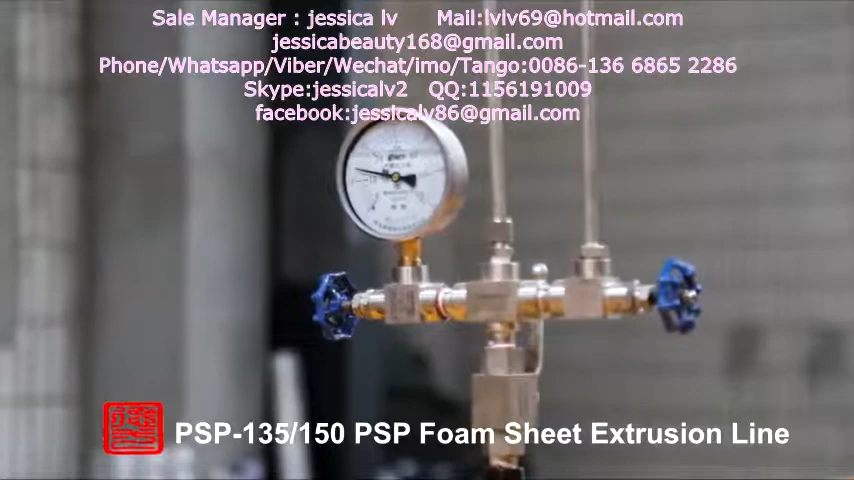 Sale Manager : jessica lv Mail:lvlv69@hotmail.com
jessicabeauty168@gmail.com
Phone/Whatsapp/Viber/Wechat/imo/Tango:0086-136 6865 2286
Skype:jessicalv2 QQ:1156191009
facebook:jessicalv86@gmail.com
PSP-135/150 PSP Foam Sheet Extrusion Line